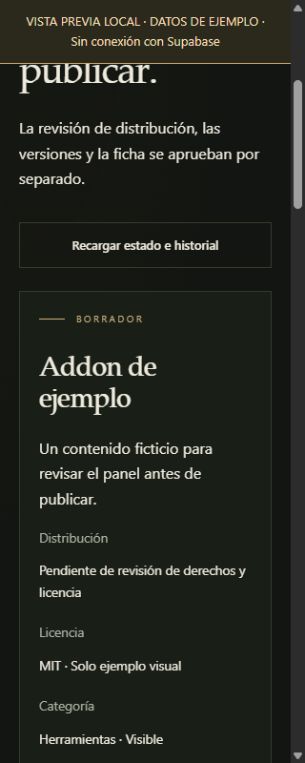 VISTA PREVIA LOCAL · DATOS DE EJEMPLO ·
Sin conexión con Supabase
publicar.
La revisión de distribución, las
versiones y la ficha se aprueban por
separado.
Recargar estado e historial
BORRADOR
Addon de
ejemplo
Un contenido ficticio para
revisar el panel antes de
publicar.
Distribución
Pendiente de revisión de derechos y
licencia
Licencia
MIT · Solo ejemplo visual
Categoría
Herramientas · Visible